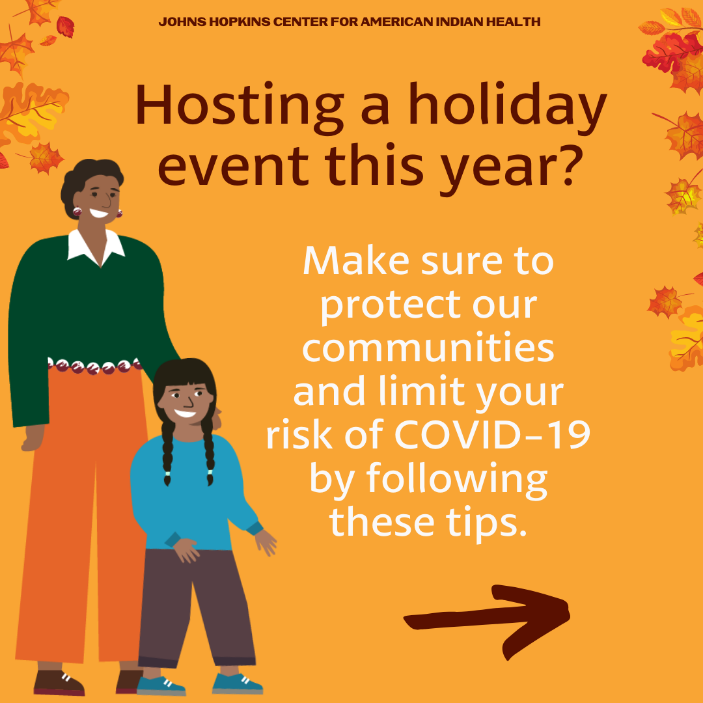 JOHNS HOPKINS CENTER FOR AMERICAN INDIAN HEALTH
Hosting a holiday
event this year?
Make sure to
protect our
communities
and limit your
risk of COVID-19
by following
these tips.